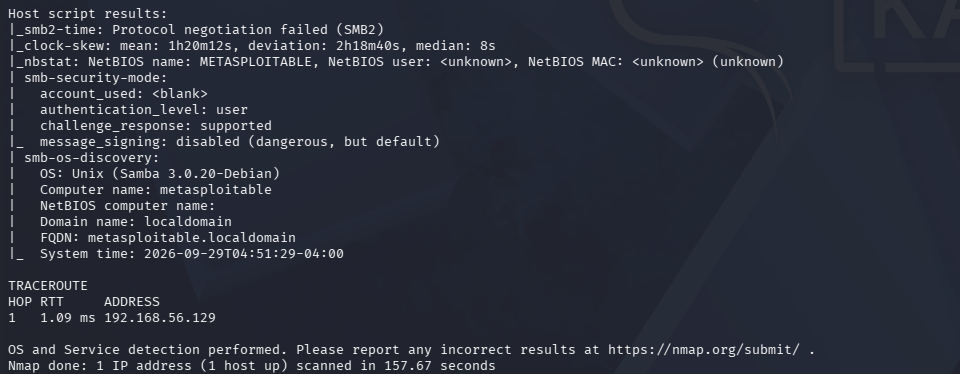 Host script results:
|_smb2-time: Protocol negotiation failed (SMB2)
|_clock-skew: mean: 1h20m12s, deviation: 2h18m40s, median: 8s
|_nbstat: NetBIOS name: METASPLOITABLE, NetBIOS user: <unknown>, NetBIOS MAC: <unknown> (unknown)
| smb-security-mode:
|   account_used: <blank>
|   authentication_level: user
|   challenge_response: supported
|_  message_signing: disabled (dangerous, but default)
| smb-os-discovery:
|   OS: Unix (Samba 3.0.20-Debian)
|   Computer name: metasploitable
|   NetBIOS computer name:
|   Domain name: localdomain
|   FQDN: metasploitable.localdomain
|_  System time: 2026-09-29T04:51:29-04:00

TRACEROUTE
HOP RTT     ADDRESS
1   1.09 ms 192.168.56.129

OS and Service detection performed. Please report any incorrect results at https://nmap.org/submit/ .
Nmap done: 1 IP address (1 host up) scanned in 157.67 seconds